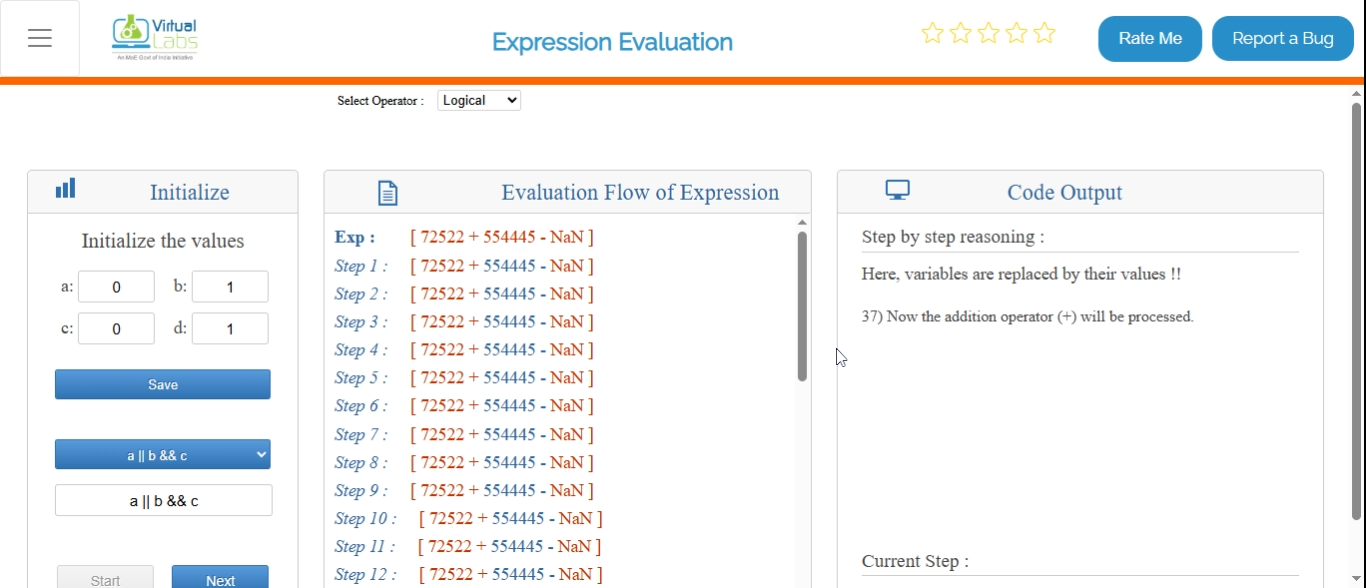 Virtual
Labs
An MoE Govt of India Initiative
Expression Evaluation
Rate Me
Report a Bug
Select Operator :
Logical
Initialize
Initialize the values
a: 0 b: 1
c: 0 d: 1
Save
a || b && c
a || b && c
Start Next
Evaluation Flow of Expression
Exp : [ 72522 + 554445 - NaN ]
Step 1 : [ 72522 + 554445 - NaN ]
Step 2 : [ 72522 + 554445 - NaN ]
Step 3 : [ 72522 + 554445 - NaN ]
Step 4 : [ 72522 + 554445 - NaN ]
Step 5 : [ 72522 + 554445 - NaN ]
Step 6 : [ 72522 + 554445 - NaN ]
Step 7 : [ 72522 + 554445 - NaN ]
Step 8 : [ 72522 + 554445 - NaN ]
Step 9 : [ 72522 + 554445 - NaN ]
Step 10 : [ 72522 + 554445 - NaN ]
Step 11 : [ 72522 + 554445 - NaN ]
Step 12 : [ 72522 + 554445 - NaN ]
Code Output
Step by step reasoning :
Here, variables are replaced by their values !!
37) Now the addition operator (+) will be processed.
Current Step :